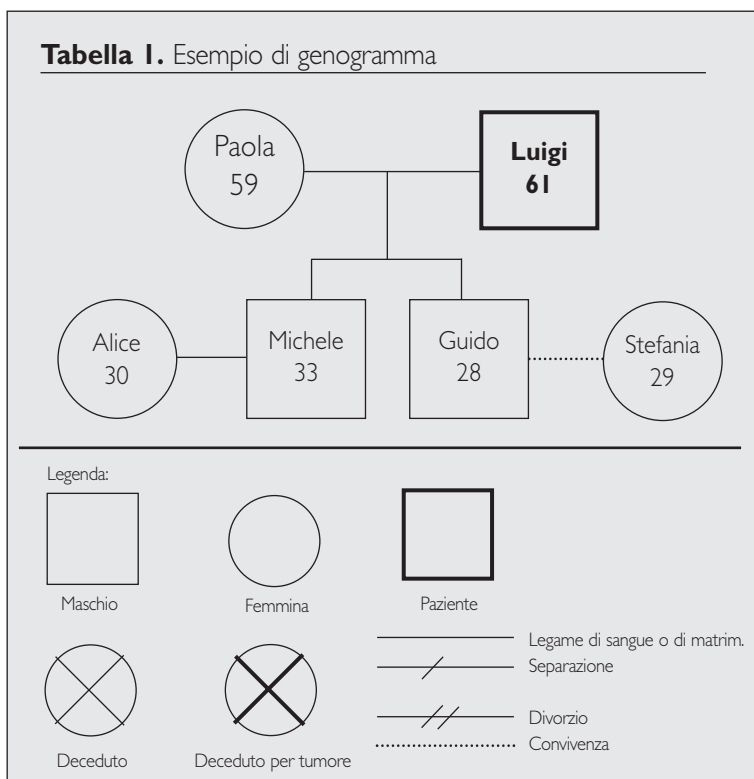 Tabella 1. Esempio di genogramma
Paola
59
Luigi
61
Alice
30
Michele
33
Guido
28
Stefania
29
Legenda:
Maschio
Femmina
Paziente
Legame di sangue o di matrim.
Separazione
Divorzio
Convivenza
Deceduto
Deceduto per tumore